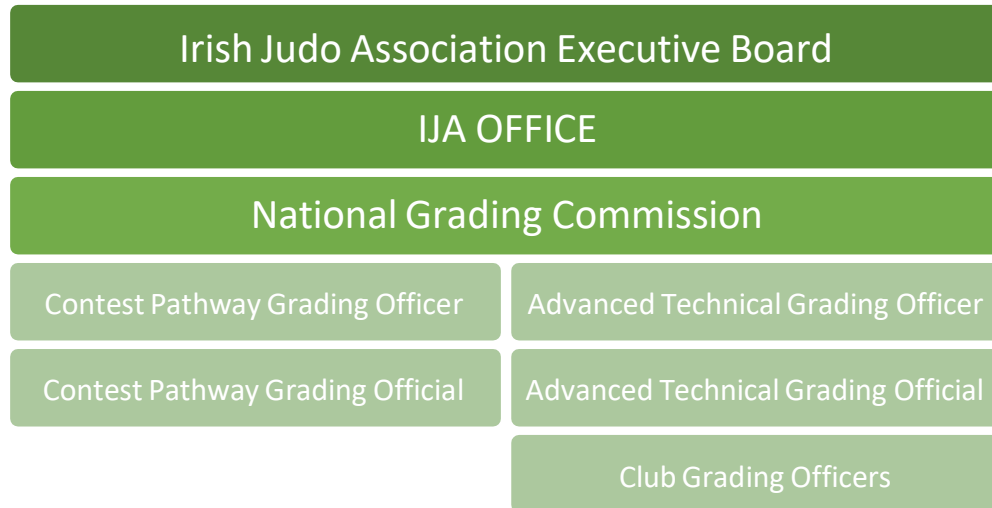 Irish Judo Association Executive Board
IJA OFFICE
National Grading Commission
Contest Pathway Grading Officer
Advanced Technical Grading Officer
Contest Pathway Grading Official
Advanced Technical Grading Official
Club Grading Officers